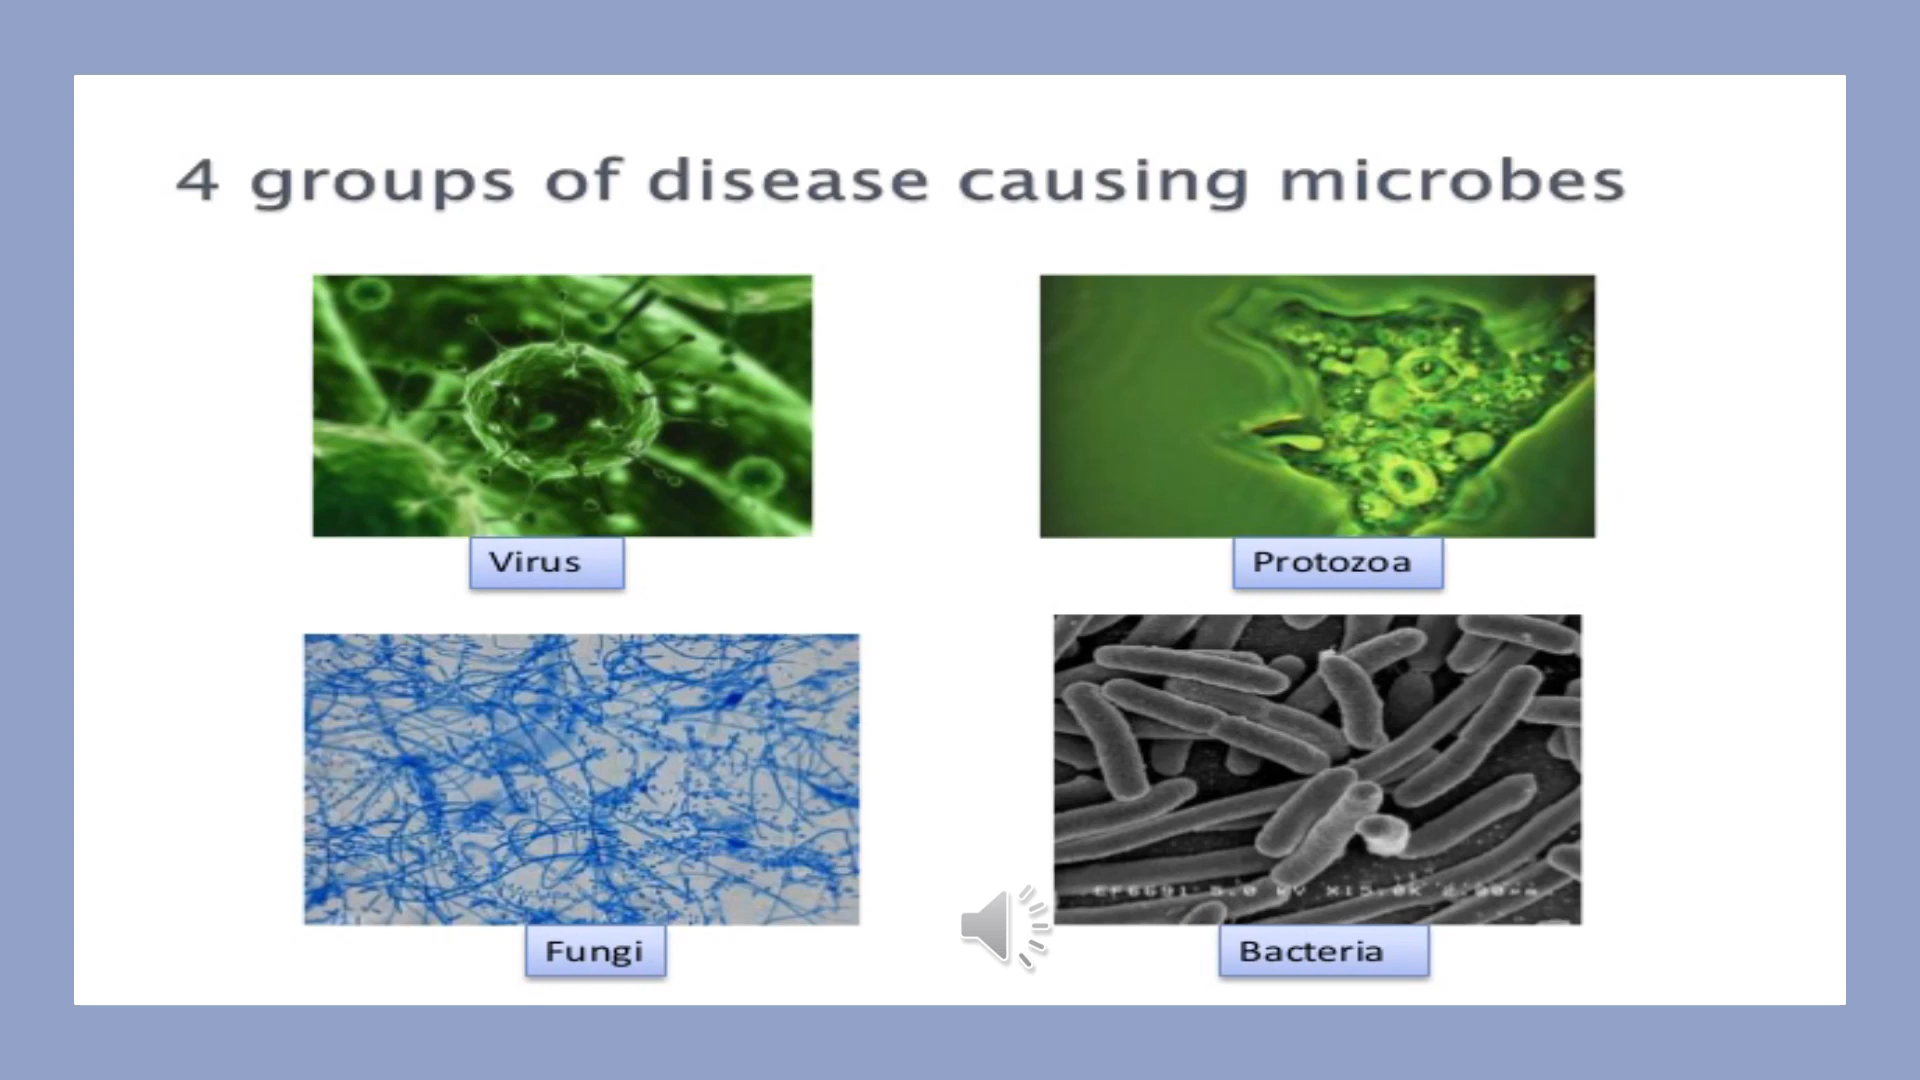 4 groups of disease causing microbes
Virus
Protozoa
Fungi
Bacteria